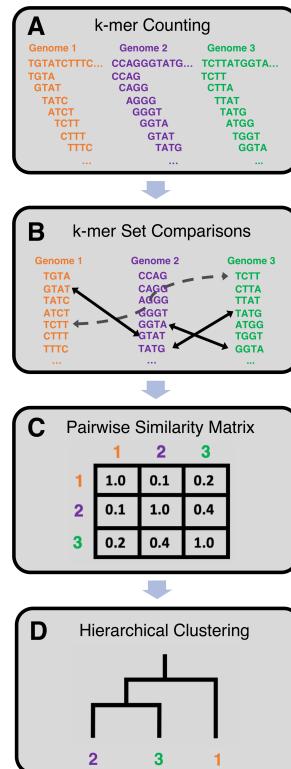 A k-mer Counting
Genome 1 Genome 2 Genome 3
TGTATCTTTC... CCAGGGTATG... TCTTATGGTA...
TGTA CCAG TCTT
GTAT CAGG CTTA
TATC AGGG TTAT
ATCT GGGT TATG
TCTT GGTA ATGG
CTTT GTAT TGGT
TTTC TATG GGTA
... ... ...
B k-mer Set Comparisons
Genome 1 Genome 2 Genome 3
TGTA CCAG TCTT
GTAT CAGG CTTA
TATC AGGG TTAT
ATCT GGGT TATG
TCTT GGTA ATGG
CTTT GTAT TGGT
TTTC TATG GGTA
... ... ...
C Pairwise Similarity Matrix
1 2 3
1 1.0 0.1 0.2
2 0.1 1.0 0.4
3 0.2 0.4 1.0
D Hierarchical Clustering
2 3 1